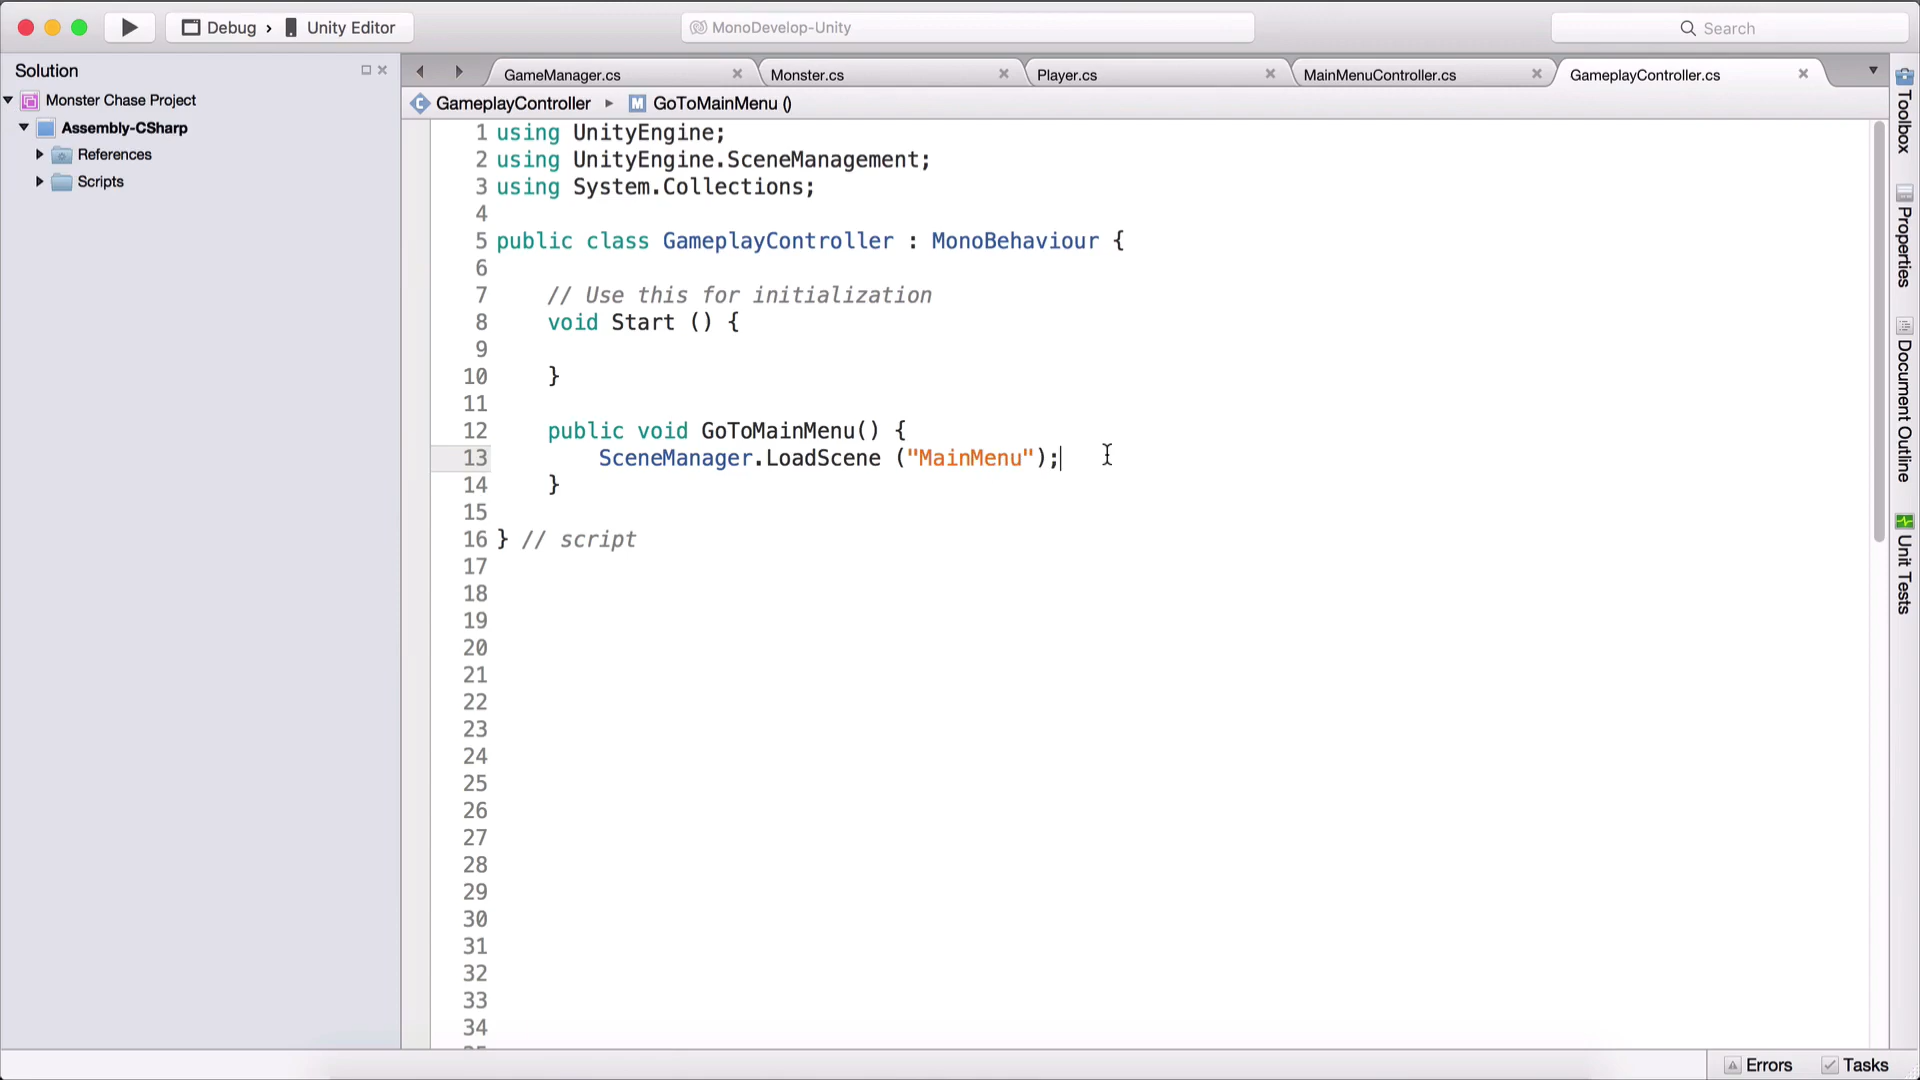 Debug › Unity Editor
MonoDevelop-Unity
Search
Solution
Monster Chase Project
Assembly-CSharp
References
Scripts
GameManager.cs
Monster.cs
Player.cs
MainMenuController.cs
GameplayController.cs
GameplayController
GoToMainMenu ()
1 using UnityEngine;
2 using UnityEngine.SceneManagement;
3 using System.Collections;
4
5 public class GameplayController : MonoBehaviour {
6
7 // Use this for initialization
8 void Start () {
9
10 }
11
12 public void GoToMainMenu() {
13 SceneManager.LoadScene ("MainMenu");
14 }
15
16 } // script
17
18
19
20
21
22
23
24
25
26
27
28
29
30
31
32
33
34
Toolbox
Properties
Document Outline
Unit Tests
Errors
Tasks